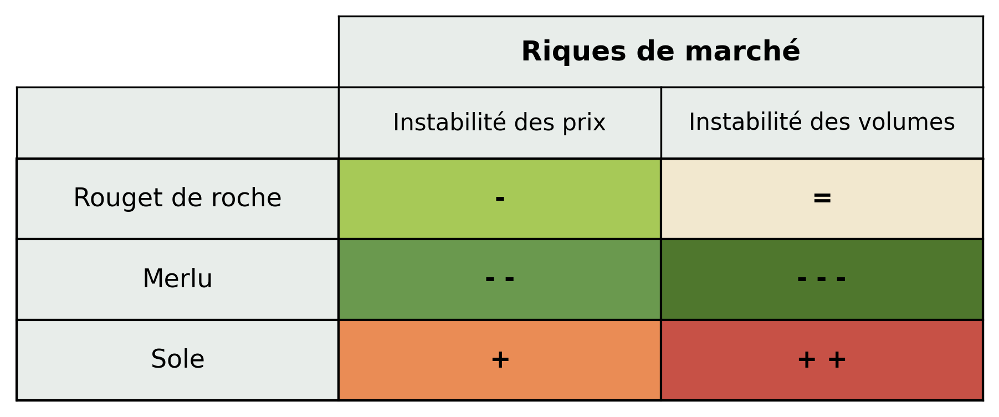 Riques de marché
Instabilité des prix Instabilité des volumes
Rouget de roche - =
Merlu - - - - -
Sole + + +